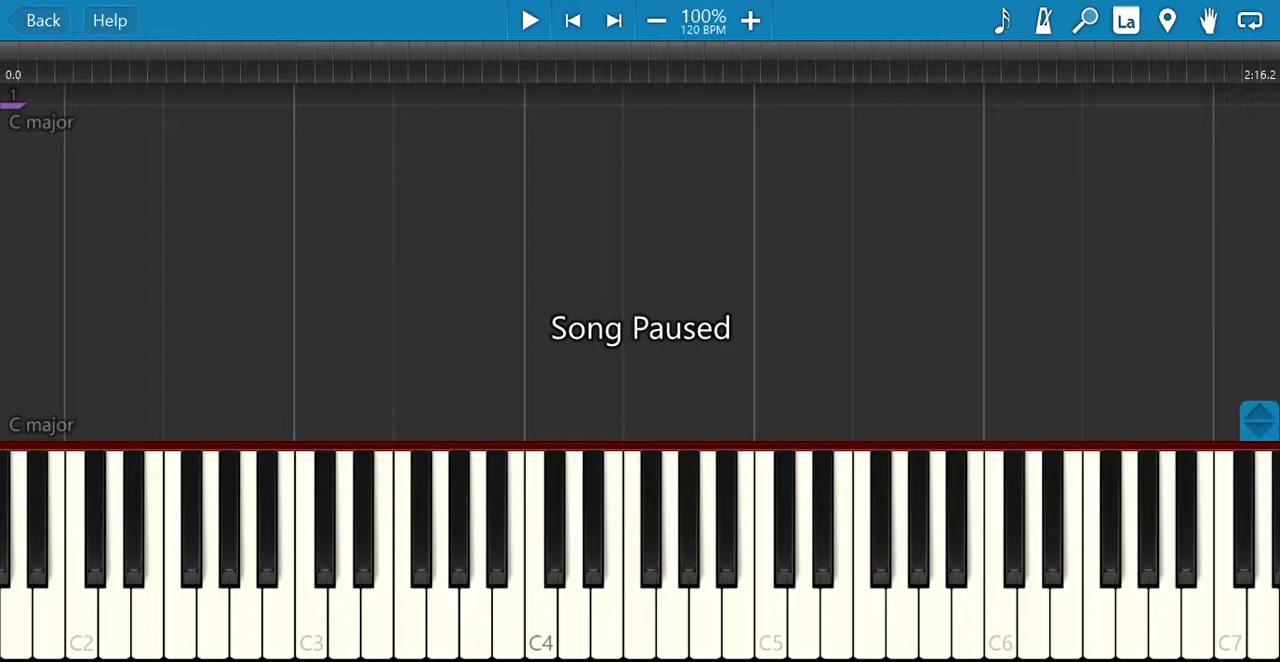 Back Help 100% La
120 BPM
0.0 2:16.2
1
C major
Song Paused
C major
C2 C3 C4 C5 C6 C7